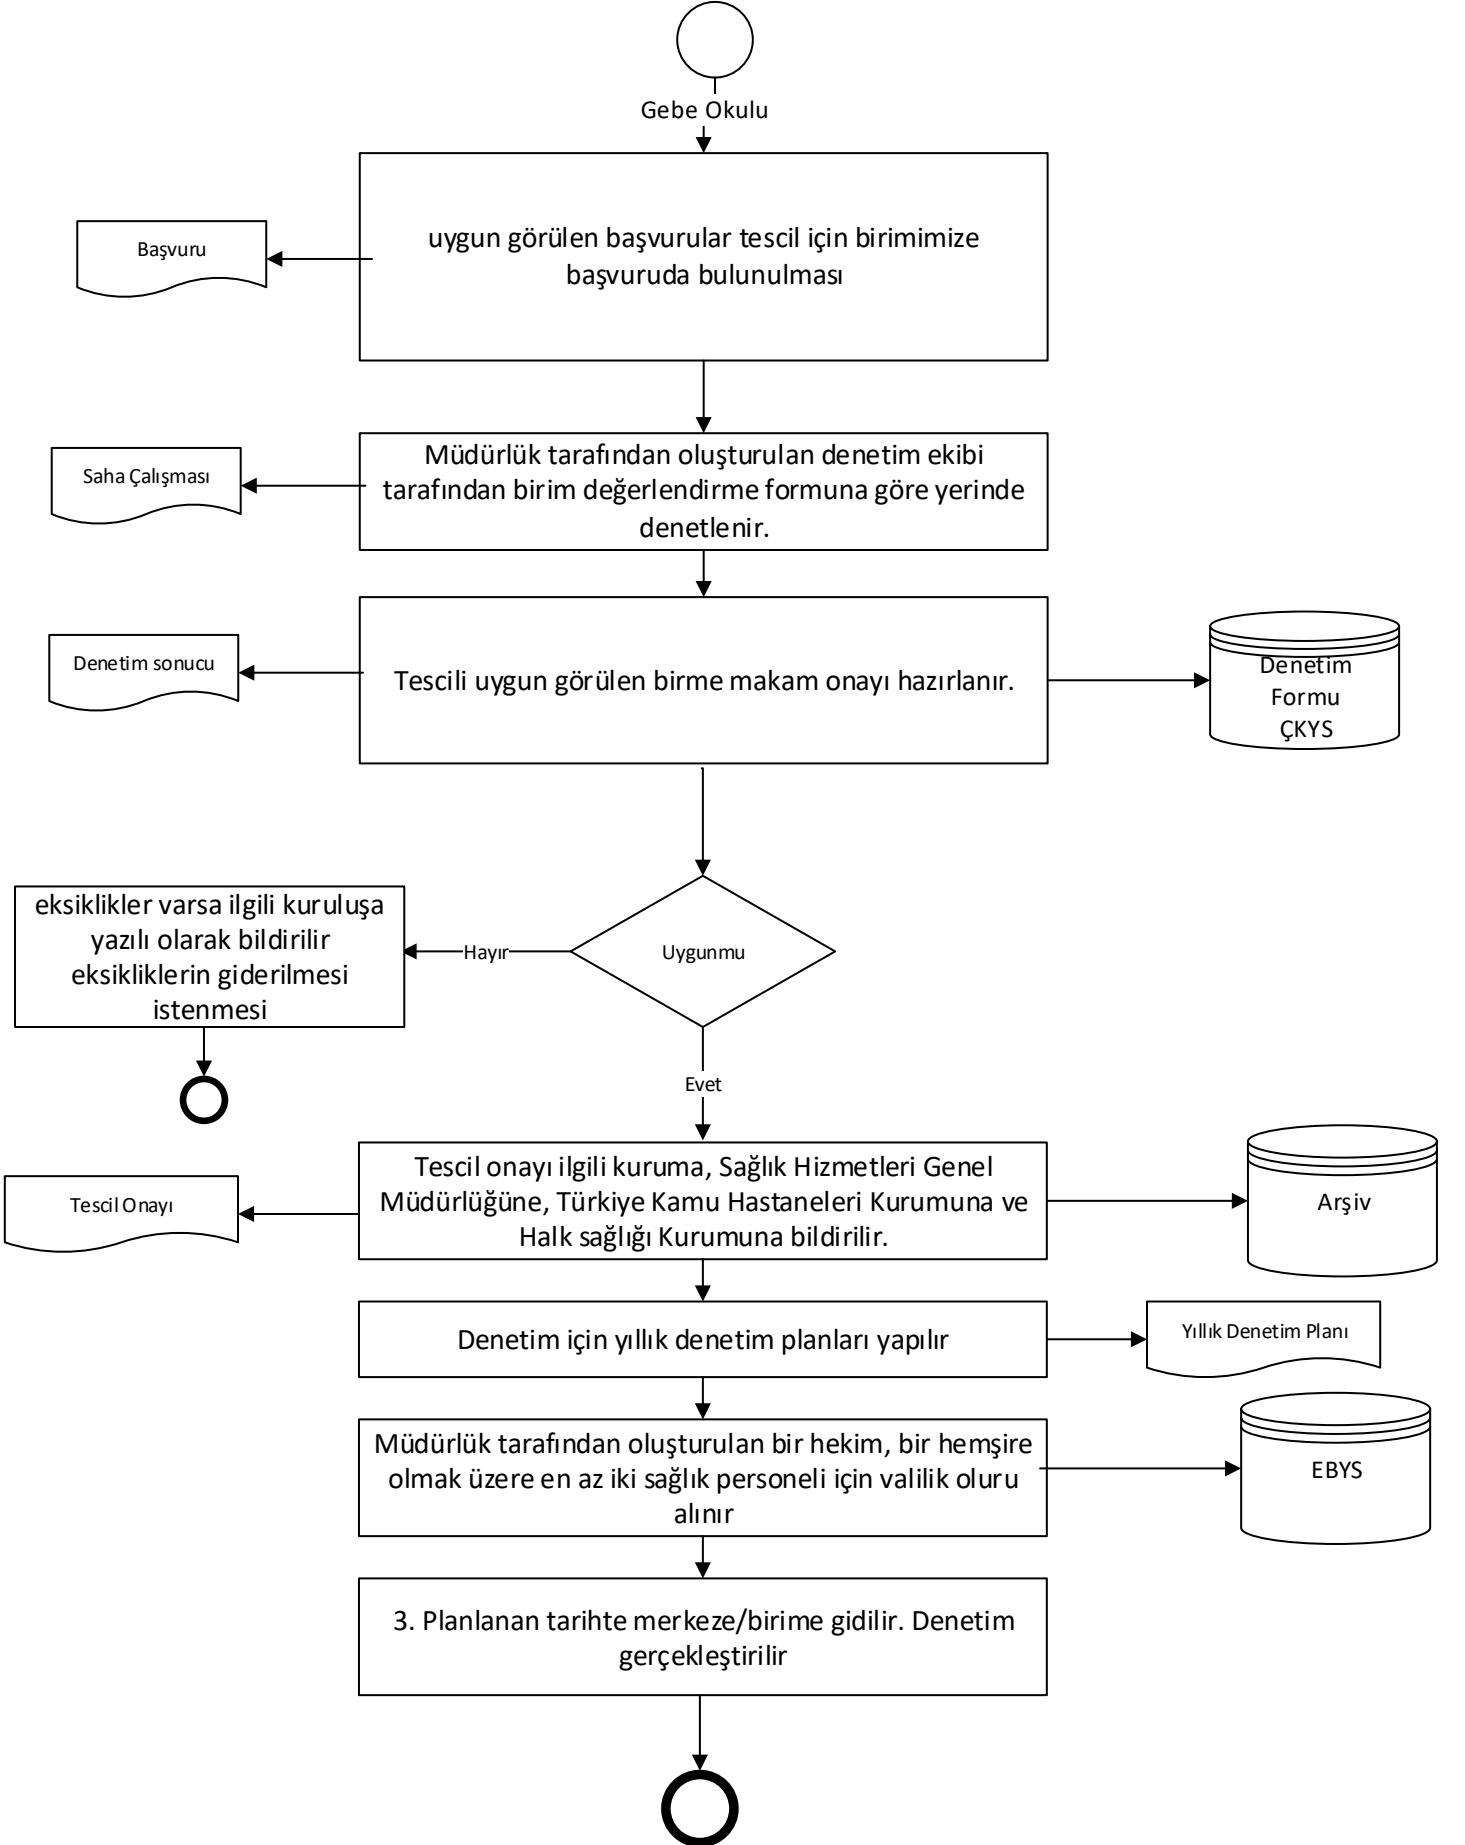 Gebe Okulu
uygun görülen başvurular tescil için birimimize
başvuruda bulunulması
Başvuru
Müdürlük tarafından oluşturulan denetim ekibi
tarafından birim değerlendirme formuna göre yerinde
denetlenir.
Saha Çalışması
Tescili uygun görülen birme makam onayı hazırlanır.
Denetim sonucu
Denetim
Formu
ÇKYS
Uygunmu
Hayır
eksiklikler varsa ilgili kuruluşa
yazılı olarak bildirilir
eksikliklerin giderilmesi
istenmesi
Evet
Tescil onayı ilgili kuruma, Sağlık Hizmetleri Genel
Müdürlüğüne, Türkiye Kamu Hastaneleri Kurumuna ve
Halk sağlığı Kurumuna bildirilir.
Tescil Onayı
Arşiv
Denetim için yıllık denetim planları yapılır
Yıllık Denetim Planı
Müdürlük tarafından oluşturulan bir hekim, bir hemşire
olmak üzere en az iki sağlık personeli için valilik oluru
alınır
EBYS
3. Planlanan tarihte merkeze/birime gidilir. Denetim
gerçekleştirilir